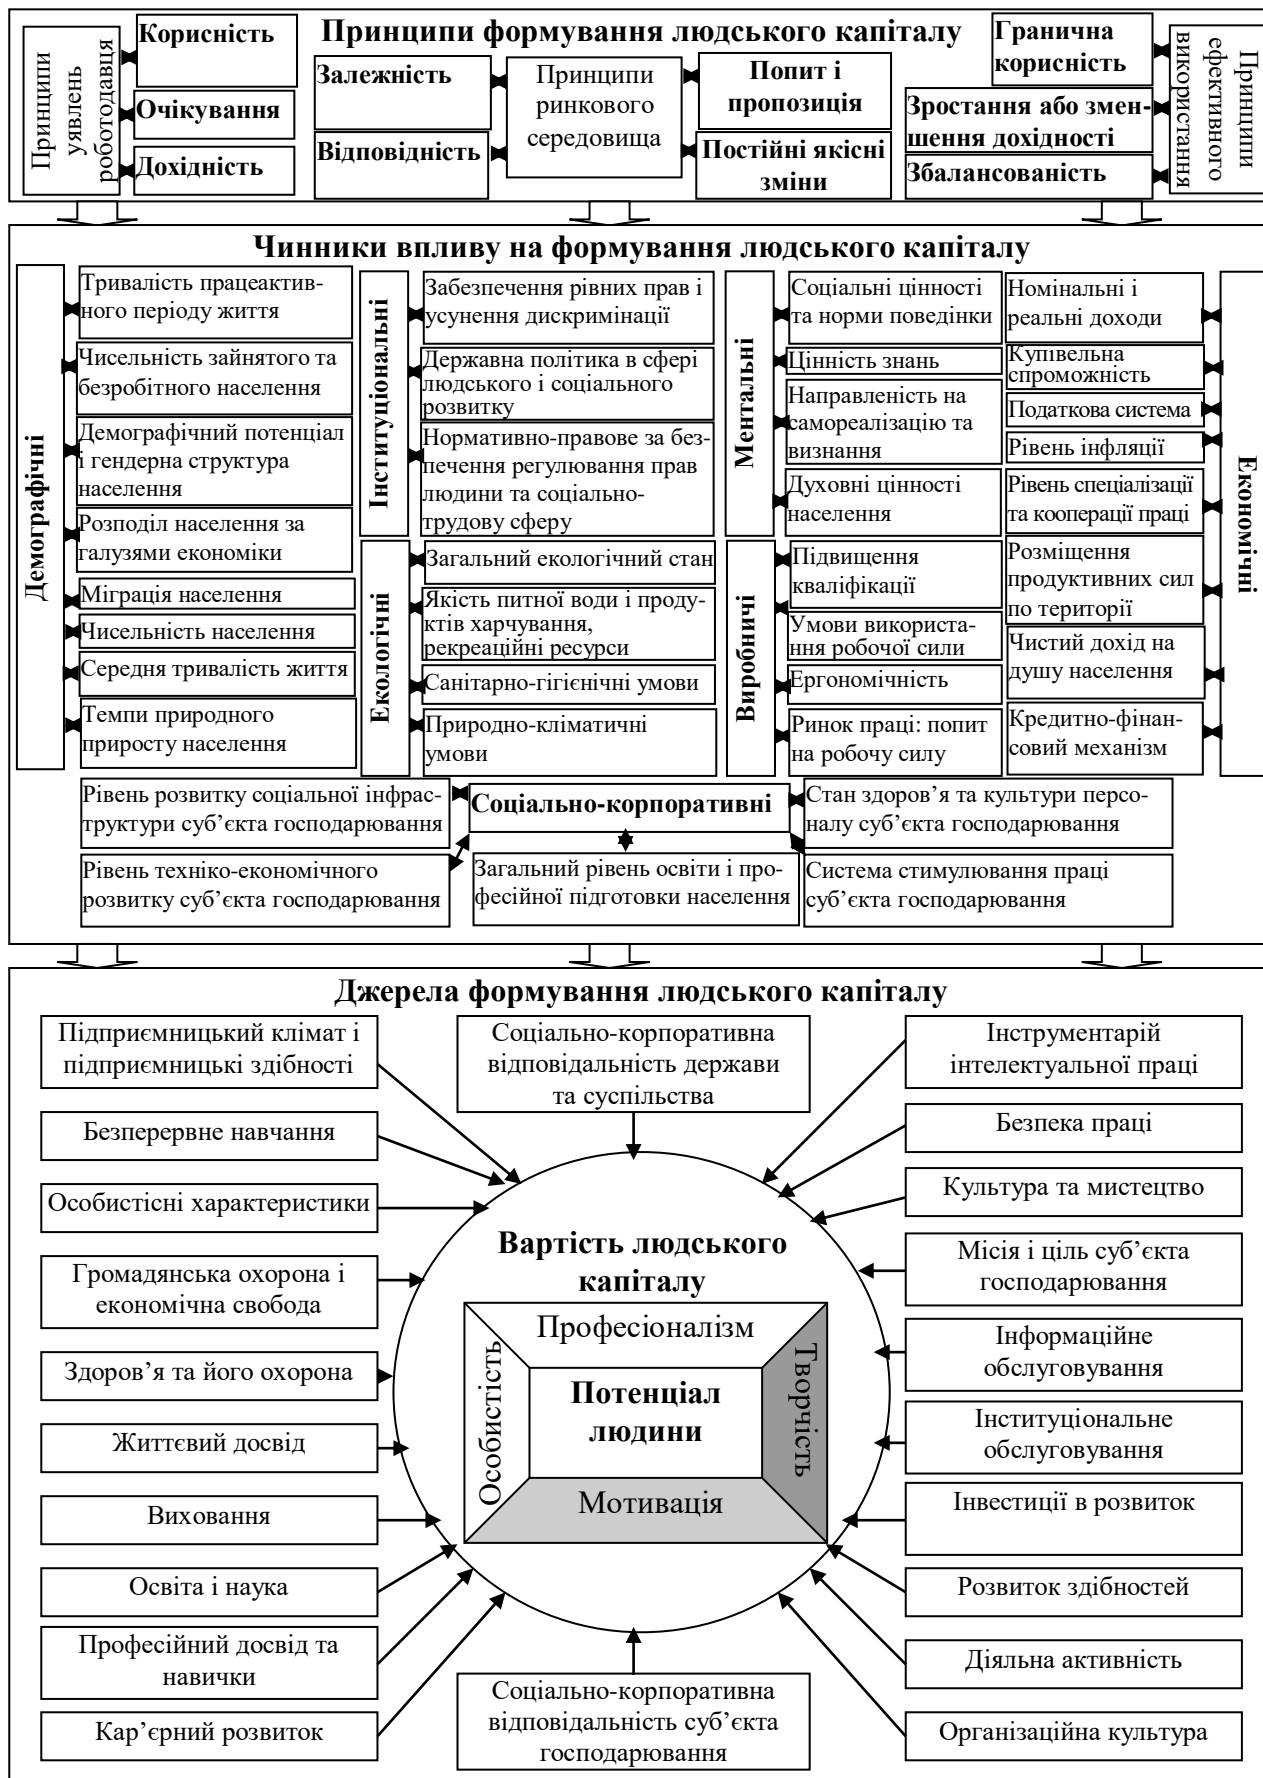 Принципи формування людського капіталу
Принципи
уявлень
роботодавця
Корисність
Очікування
Дохідність
Залежність
Відповідність
Принципи
ринкового
середовища
Попит і
пропозиція
Постійні якісні
зміни
Гранична
корисність
Зростання або змен-
шення дохідності
Збалансованість
Принципи
ефективного
використання
Чинники впливу на формування людського капіталу
Демографічні
Тривалість працеактив-
ного періоду життя
Чисельність зайнятого та
безробітного населення
Демографічний потенціал
і гендерна структура
населення
Розподіл населення за
галузями економіки
Міграція населення
Чисельність населення
Середня тривалість життя
Темпи природного
приросту населення
Інституціональні
Забезпечення рівних прав і
усунення дискримінації
Державна політика в сфері
людського і соціального
розвитку
Нормативно-правове за без-
печення регулювання прав
людини та соціально-
трудову сферу
Екологічні
Загальний екологічний стан
Якість питної води і проду-
ктів харчування,
рекреаційні ресурси
Санітарно-гігієнічні умови
Природно-кліматичні
умови
Ментальні
Соціальні цінності
та норми поведінки
Цінність знань
Направленість на
самореалізацію та
визнання
Духовні цінності
населення
Виробничі
Підвищення
кваліфікації
Умови використа-
ння робочої сили
Ергономічність
Ринок праці: попит
на робочу силу
Номінальні і
реальні доходи
Купівельна
спроможність
Податкова система
Рівень інфляції
Рівень спеціалізації
та кооперації праці
Розміщення
продуктивних сил
по території
Чистий дохід на
душу населення
Кредитно-фінан-
совий механізм
Економічні
Рівень розвитку соціальної інфрас-
труктури суб’єкта господарювання
Соціально-корпоративні
Стан здоров’я та культури персо-
налу суб’єкта господарювання
Рівень техніко-економічного
розвитку суб’єкта господарювання
Загальний рівень освіти і про-
фесійної підготовки населення
Система стимулювання праці
суб’єкта господарювання
Джерела формування людського капіталу
Підприємницький клімат і
підприємницькі здібності
Безперервне навчання
Особистісні характеристики
Громадянська охорона і
економічна свобода
Здоров’я та його охорона
Життєвий досвід
Виховання
Освіта і наука
Професійний досвід та
навички
Кар’єрний розвиток
Соціально-корпоративна
відповідальність держави
та суспільства
Вартість людського
капіталу
Професіоналізм
Особистість
Потенціал
людини
Творчість
Мотивація
Соціально-корпоративна
відповідальність суб’єкта
господарювання
Інструментарій
інтелектуальної праці
Безпека праці
Культура та мистецтво
Місія і ціль суб’єкта
господарювання
Інформаційне
обслуговування
Інституціональне
обслуговування
Інвестиції в розвиток
Розвиток здібностей
Діяльна активність
Організаційна культура